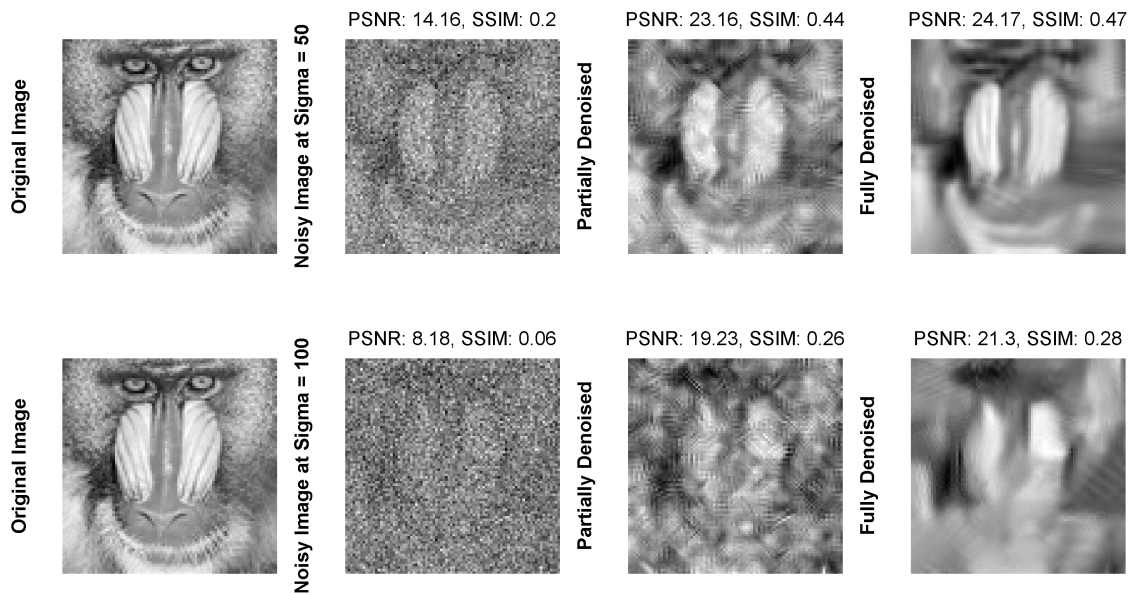 Original Image
Noisy Image at Sigma = 50
PSNR: 14.16, SSIM: 0.2
Partially Denoised
PSNR: 23.16, SSIM: 0.44
Fully Denoised
PSNR: 24.17, SSIM: 0.47
Original Image
Noisy Image at Sigma = 100
PSNR: 8.18, SSIM: 0.06
Partially Denoised
PSNR: 19.23, SSIM: 0.26
Fully Denoised
PSNR: 21.3, SSIM: 0.28